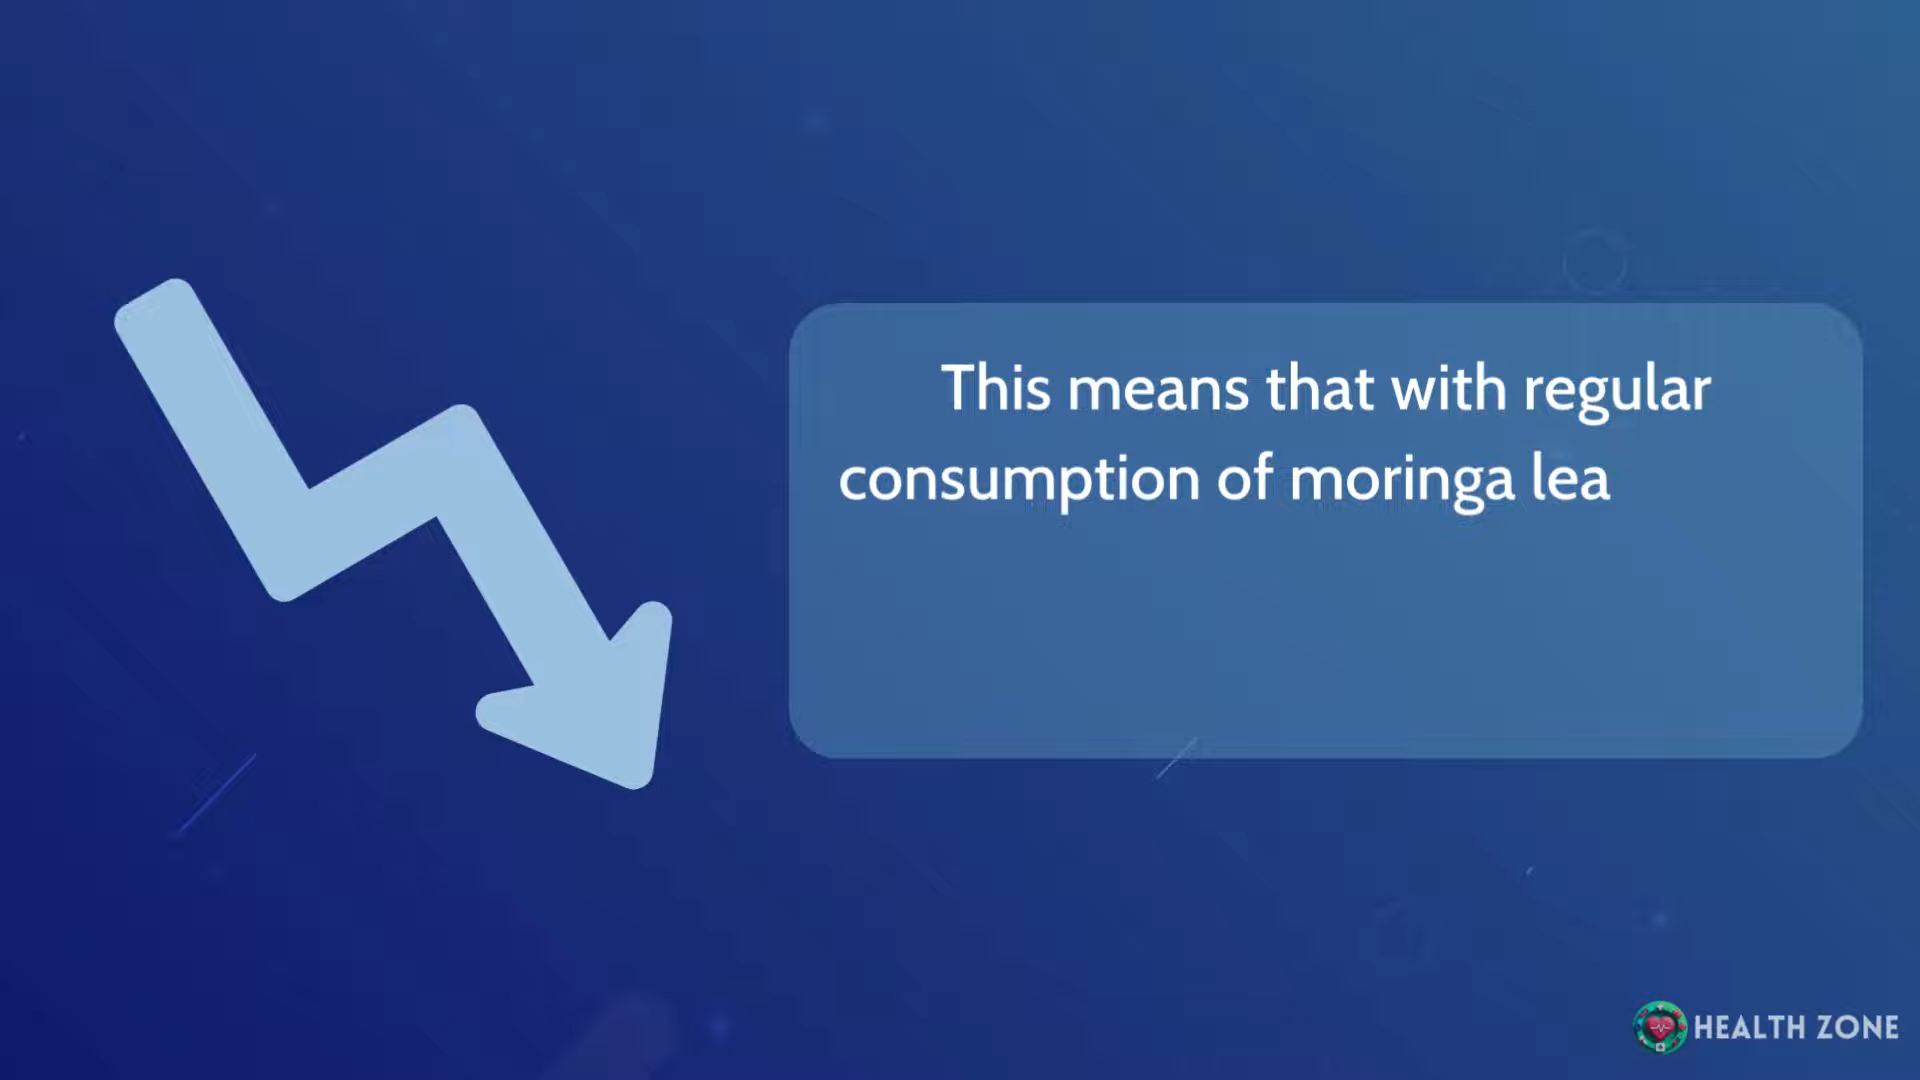 This means that with regular
consumption of moringa lea
HEALTH ZONE